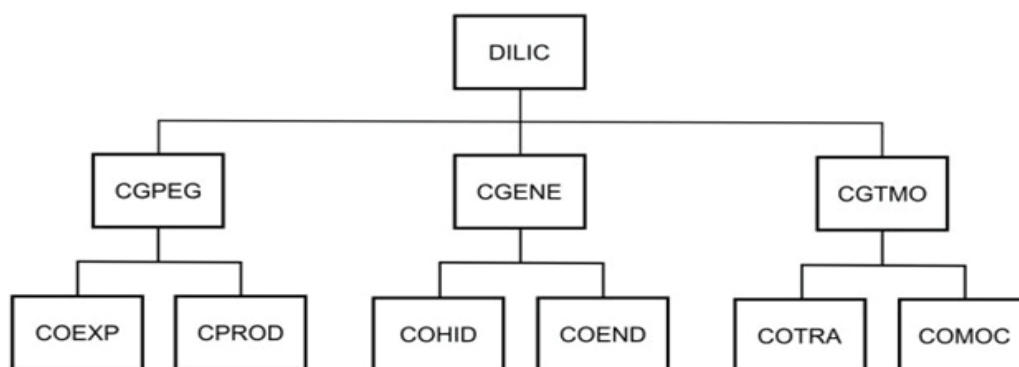 DILIC
CGPEG CGENE CGTMO
COEXP CPROD COHID COEND COTRA COMOC